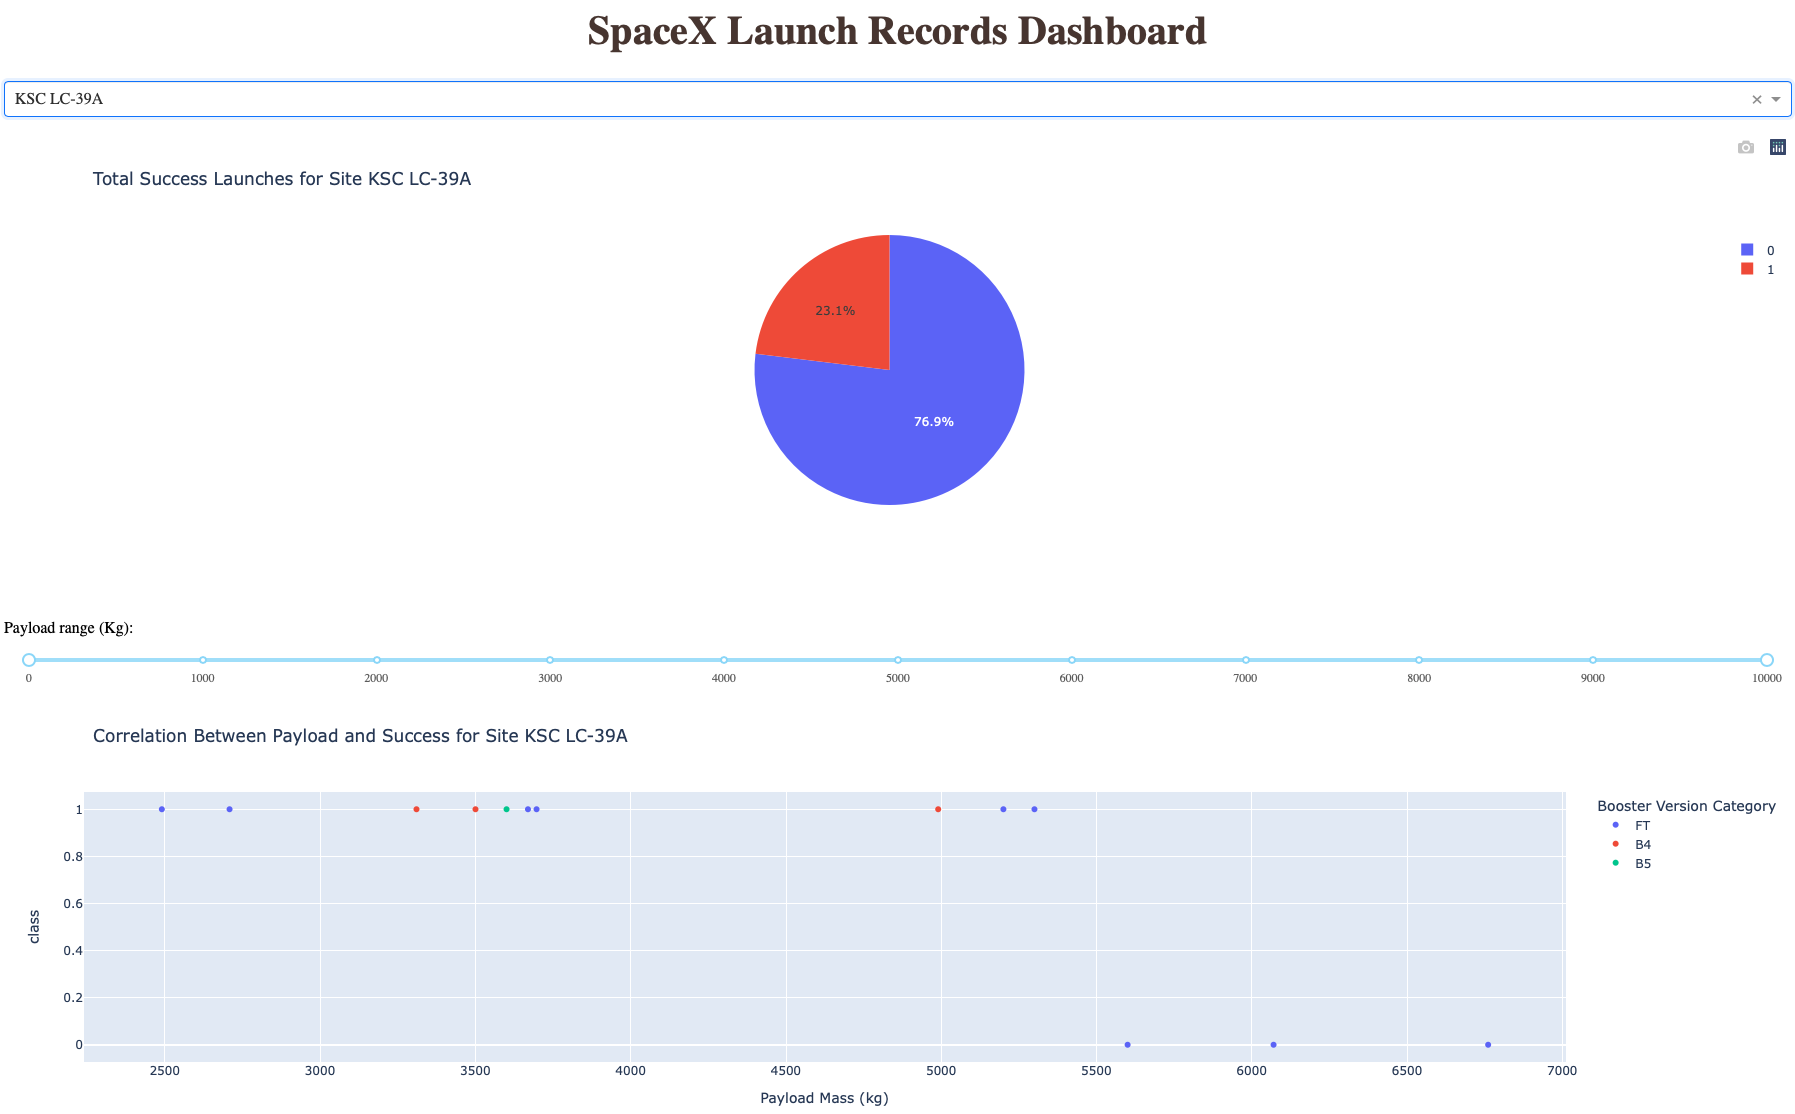 SpaceX Launch Records Dashboard
KSC LC-39A
Total Success Launches for Site KSC LC-39A
0
1
23.1%
76.9%
Payload range (Kg):
0 1000 2000 3000 4000 5000 6000 7000 8000 9000 10000
Correlation Between Payload and Success for Site KSC LC-39A
Booster Version Category
FT
B4
B5
1
0.8
0.6
0.4
0.2
0
class
2500 3000 3500 4000 4500 5000 5500 6000 6500 7000
Payload Mass (kg)